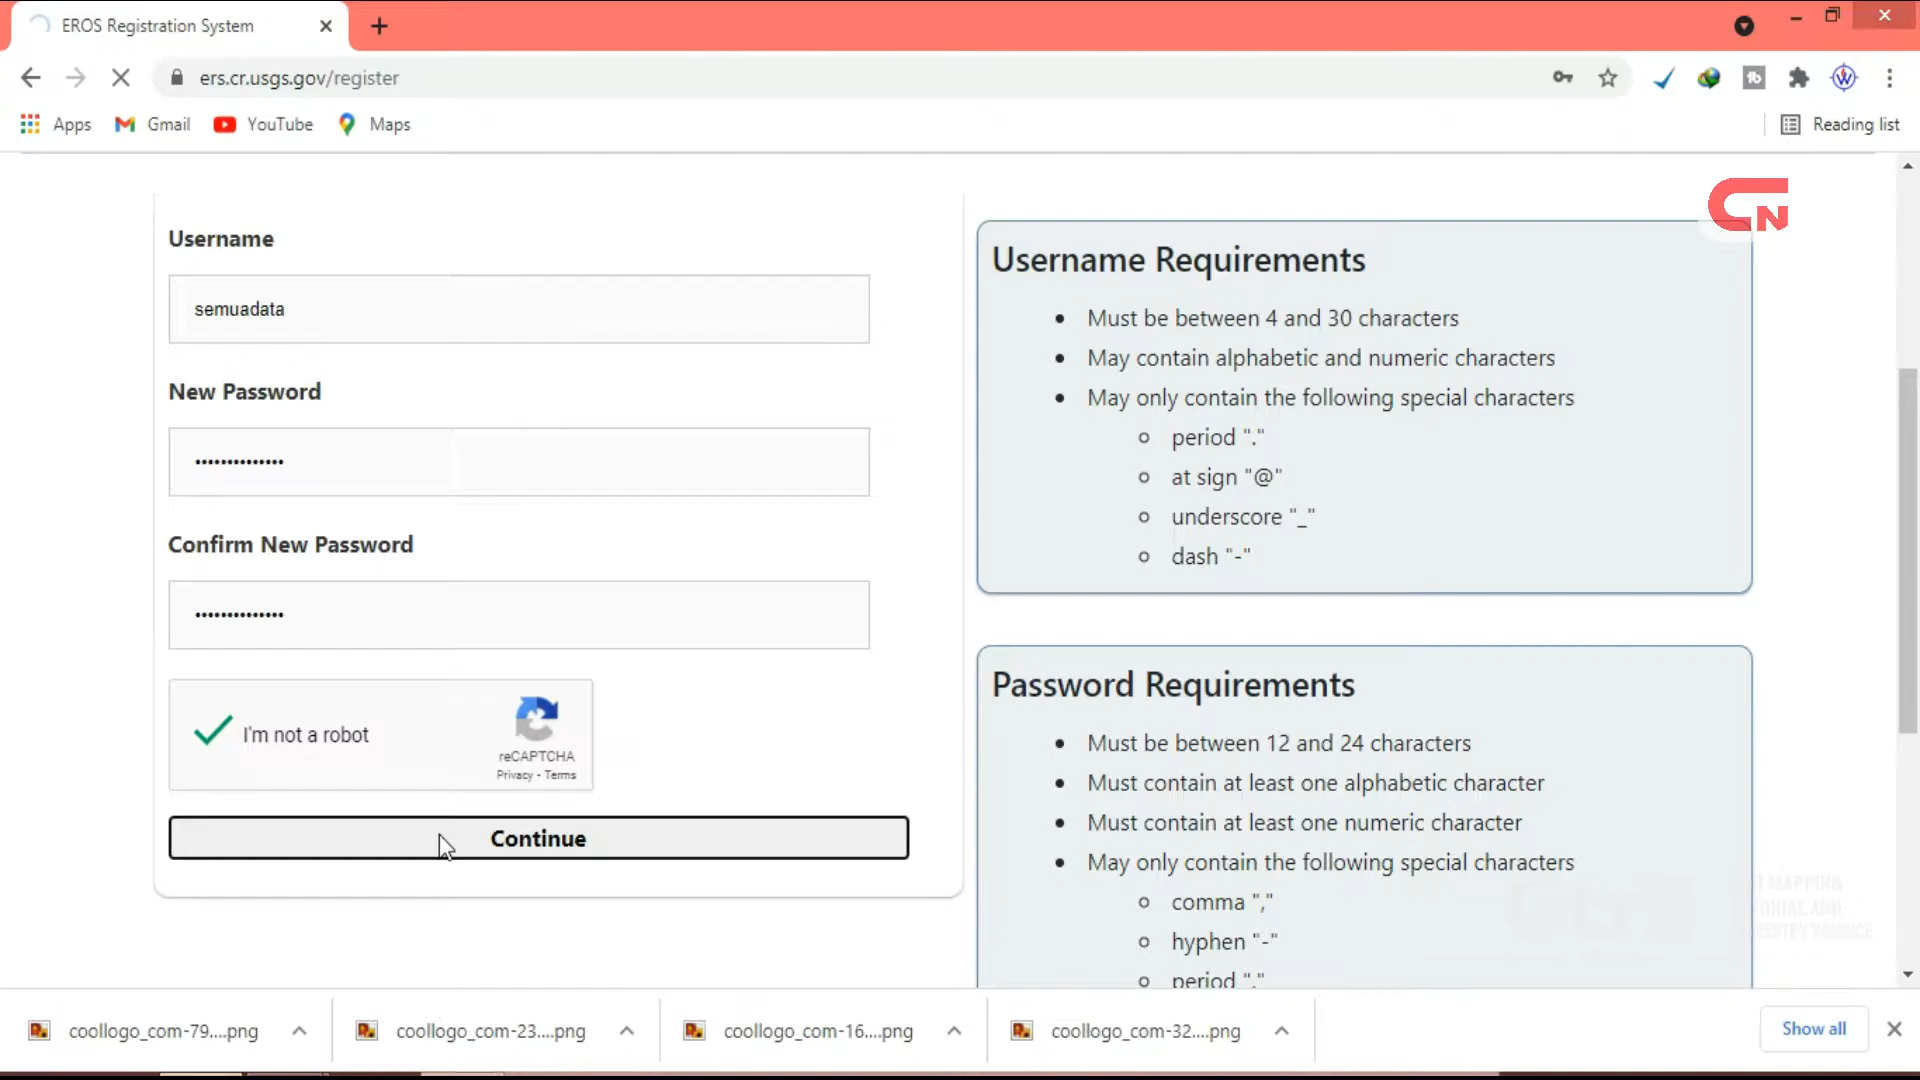 EROS Registration System
ers.cr.usgs.gov/register
Apps
Gmail
YouTube
Maps
Reading list
CN
Username
semuadata
New Password
••••••••••••••
Confirm New Password
••••••••••••••
I'm not a robot
reCAPTCHA
Privacy - Terms
Continue
Username Requirements
• Must be between 4 and 30 characters
• May contain alphabetic and numeric characters
• May only contain the following special characters
○ period "."
○ at sign "@"
○ underscore "_"
○ dash "-"
Password Requirements
• Must be between 12 and 24 characters
• Must contain at least one alphabetic character
• Must contain at least one numeric character
• May only contain the following special characters
○ comma ","
○ hyphen "-"
○ period "."
coollogo_com-79....png
coollogo_com-23....png
coollogo_com-16....png
coollogo_com-32....png
Show all